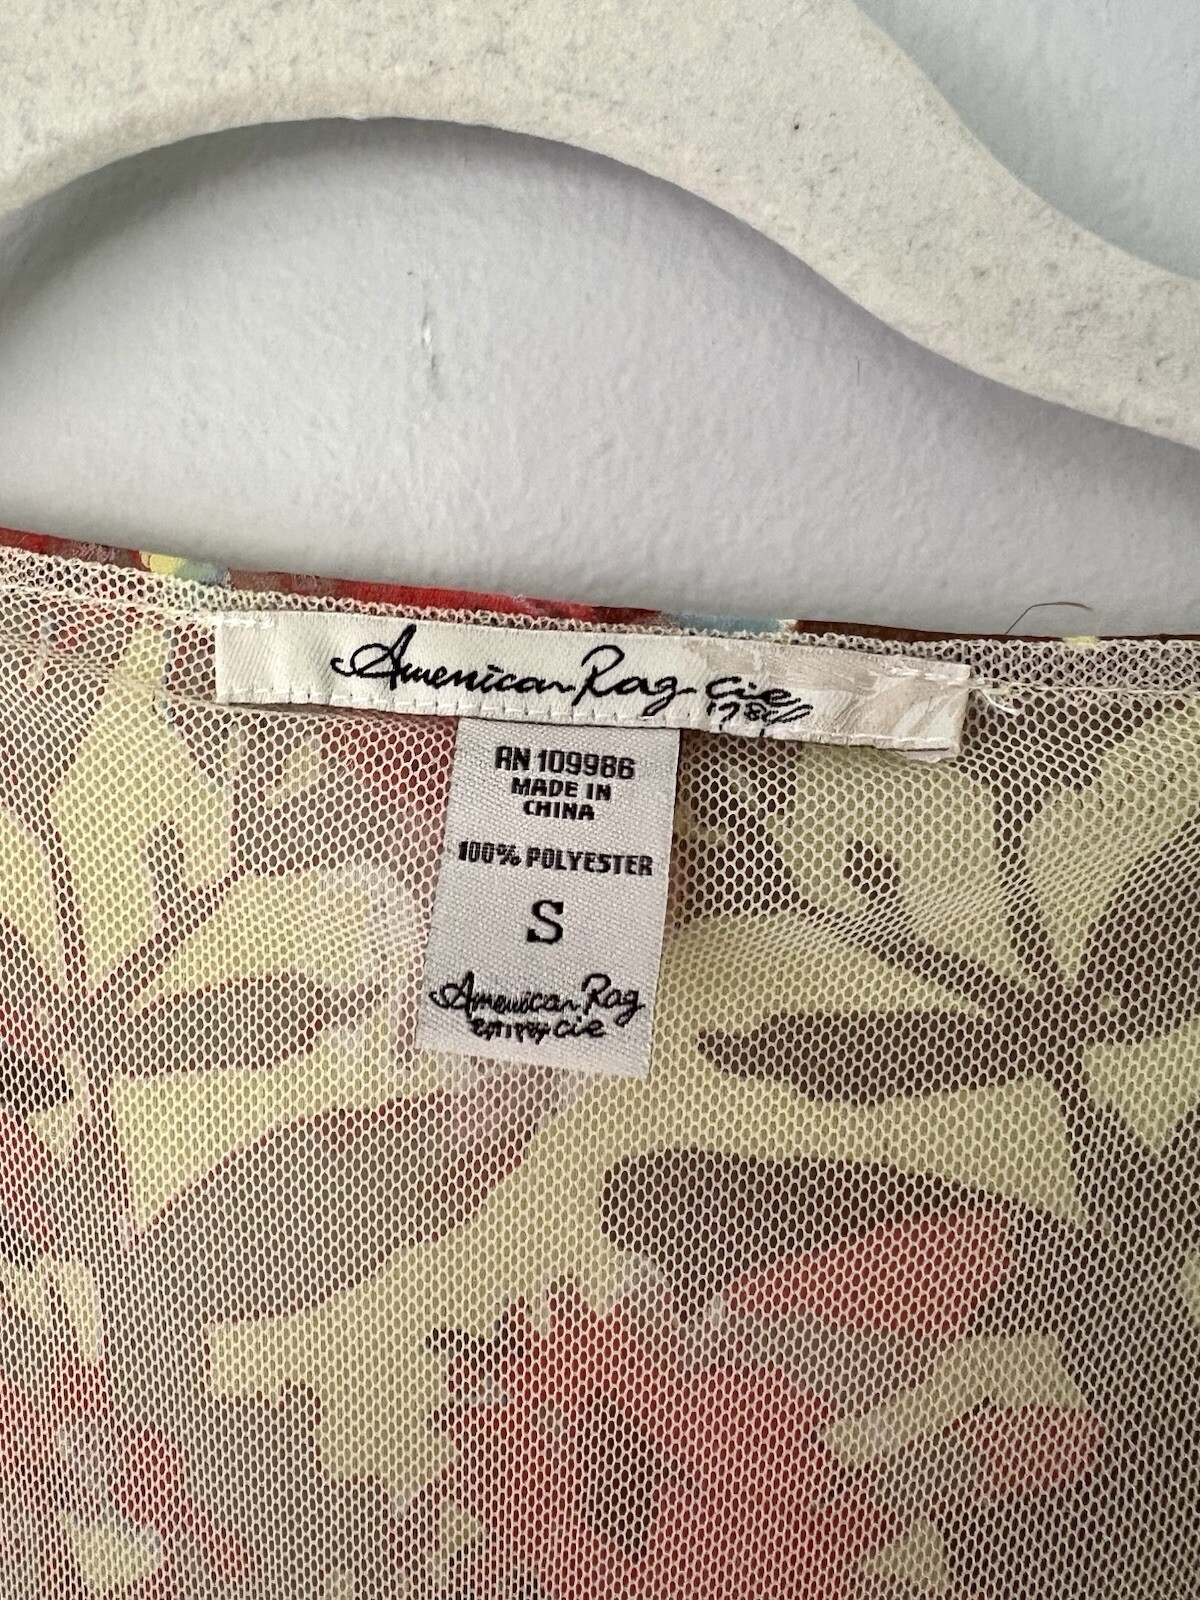 American Rag Cie
RN 109986
MADE IN
CHINA
100% POLYESTER
S
American Rag
cie